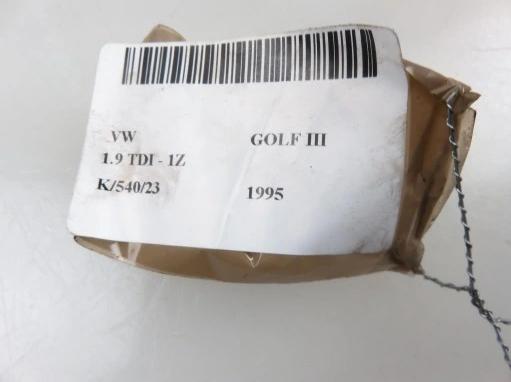 VW GOLF III
1.9 TDI - 1Z
K/540/23 1995